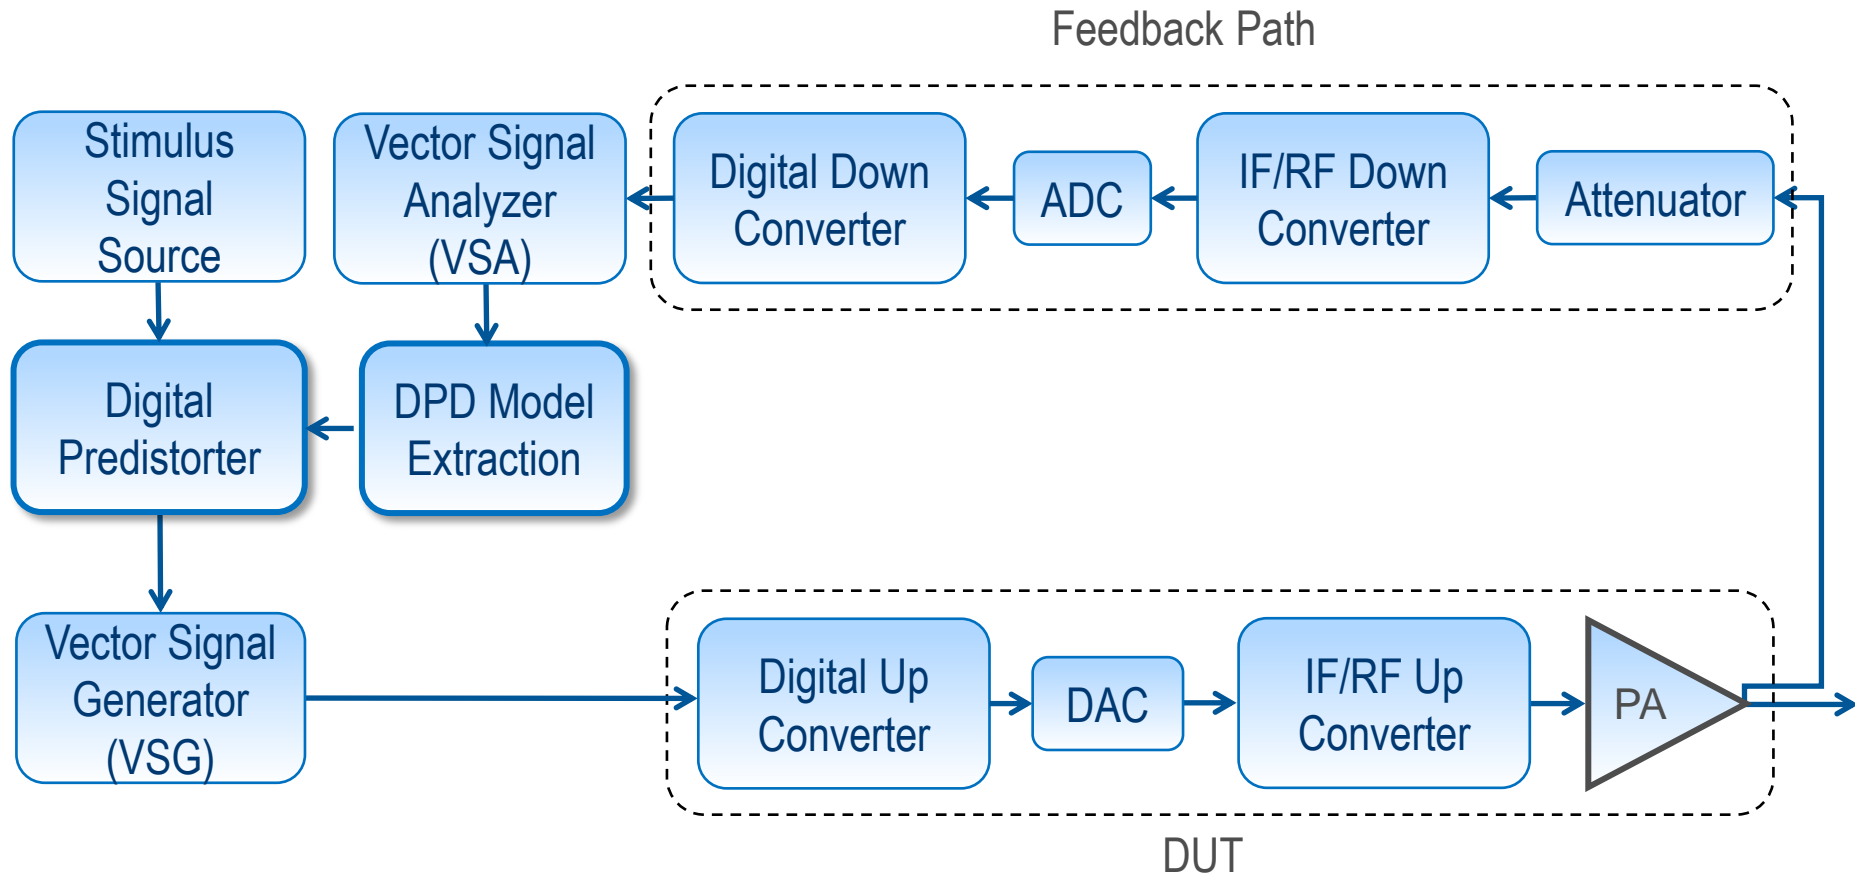 Feedback Path
Stimulus
Signal
Source
Vector Signal
Analyzer
(VSA)
Digital Down
Converter
ADC
IF/RF Down
Converter
Attenuator
Digital
Predistorter
DPD Model
Extraction
Vector Signal
Generator
(VSG)
Digital Up
Converter
DAC
IF/RF Up
Converter
PA
DUT